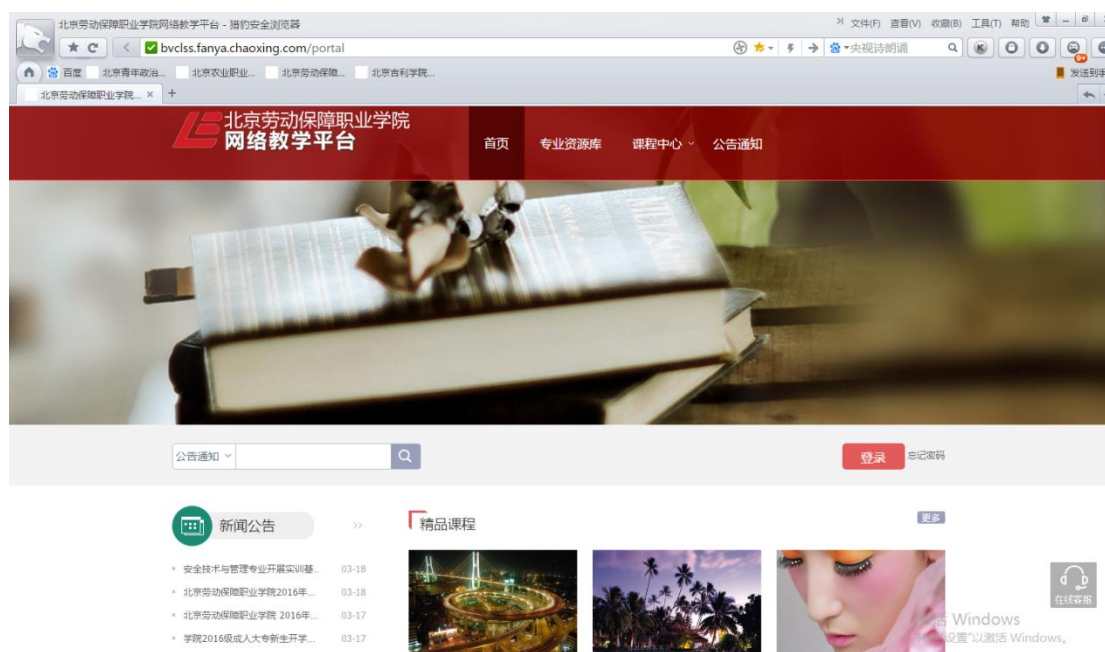 北京劳动保障职业学院网络教学平台 - 猎豹安全浏览器
文件(F) 查看(V) 收藏(B) 工具(T) 帮助
bvclss.fanya.chaoxing.com/portal
央视诗朗诵
百度 北京青年政治... 北京农业职业... 北京劳动保障... 北京吉利学院...
发送到手
北京劳动保障职业学院... × +
北京劳动保障职业学院
网络教学平台
首页 专业资源库 课程中心 公告通知
公告通知
登录 忘记密码
新闻公告 >>
精品课程 更多
安全技术与管理专业开展实训基.. 03-18
北京劳动保障职业学院2016年... 03-18
北京劳动保障职业学院 2016年... 03-17
学院2016级成人大专新生开学... 03-17
在线客服
Windows
设置"以激活 Windows。